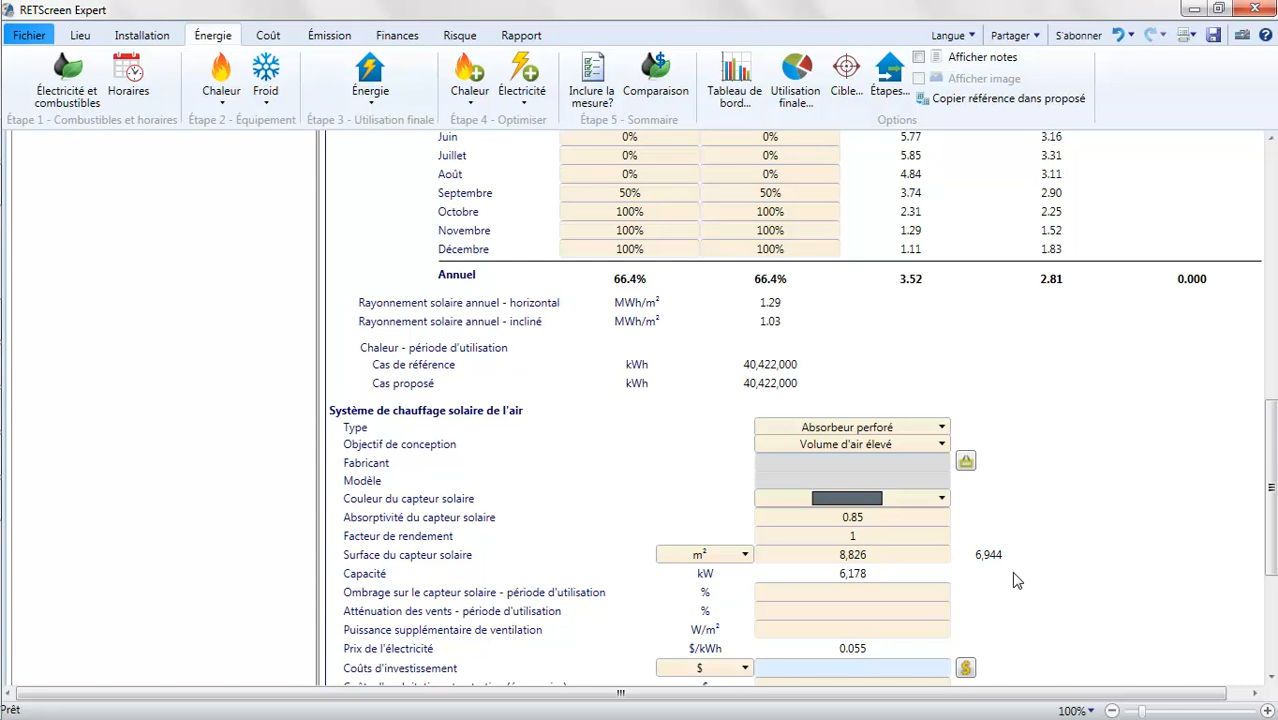 RETScreen Expert
Fichier Lieu Installation Énergie Coût Émission Finances Risque Rapport Langue Partager S'abonner
Électricité et combustibles Horaires Chaleur Froid Énergie Chaleur Électricité Inclure la mesure? Comparaison Tableau de bord... Utilisation finale... Cible... Étapes...
Afficher notes
Afficher image
Copier référence dans proposé
Étape 1 - Combustibles et horaires Étape 2 - Équipement Étape 3 - Utilisation finale Étape 4 - Optimiser Étape 5 - Sommaire Options
Juin 0% 0% 5.77 3.16
Juillet 0% 0% 5.85 3.31
Août 0% 0% 4.84 3.11
Septembre 50% 50% 3.74 2.90
Octobre 100% 100% 2.31 2.25
Novembre 100% 100% 1.29 1.52
Décembre 100% 100% 1.11 1.83
Annuel 66.4% 66.4% 3.52 2.81 0.000
Rayonnement solaire annuel - horizontal MWh/m² 1.29
Rayonnement solaire annuel - incliné MWh/m² 1.03
Chaleur - période d'utilisation
Cas de référence kWh 40,422,000
Cas proposé kWh 40,422,000
Système de chauffage solaire de l'air
Type Absorbeur perforé
Objectif de conception Volume d'air élevé
Fabricant
Modèle
Couleur du capteur solaire
Absorptivité du capteur solaire 0.85
Facteur de rendement 1
Surface du capteur solaire m² 8,826 6,944
Capacité kW 6,178
Ombrage sur le capteur solaire - période d'utilisation %
Atténuation des vents - période d'utilisation %
Puissance supplémentaire de ventilation W/m²
Prix de l'électricité $/kWh 0.055
Coûts d'investissement $ $
Prêt 100%